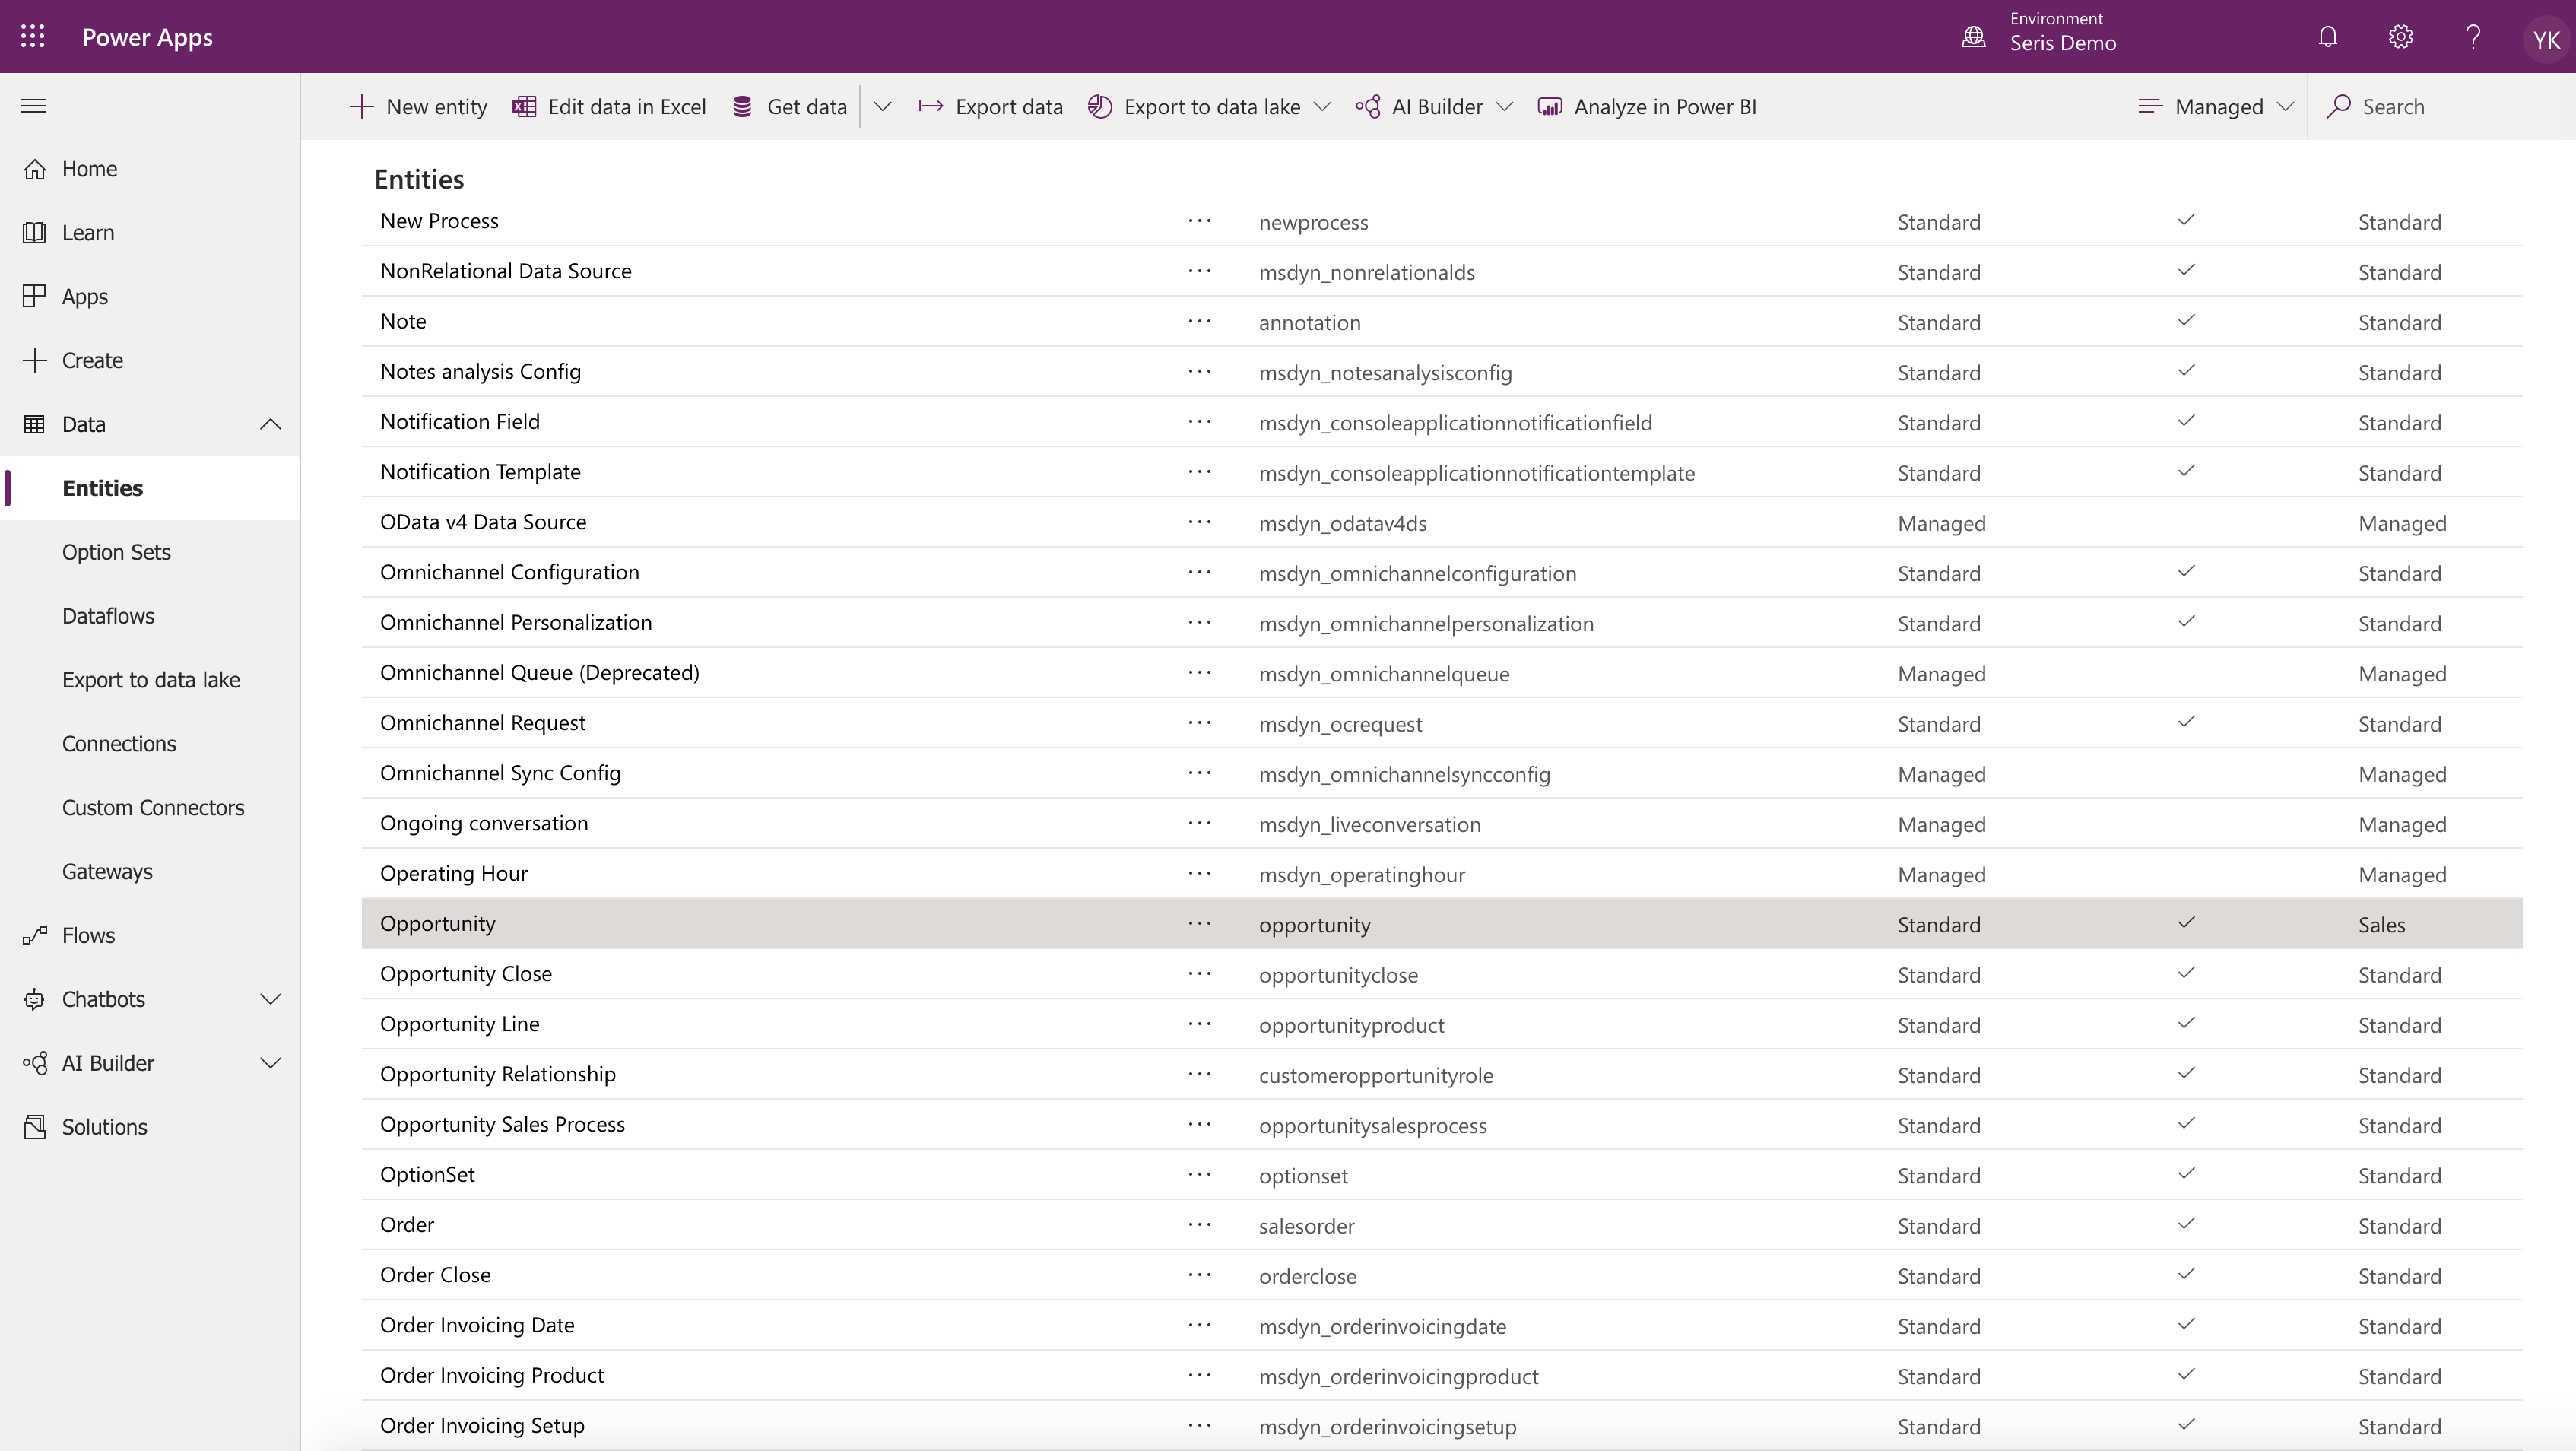 Power Apps
Environment
Seris Demo
YK
New entity
Edit data in Excel
Get data
Export data
Export to data lake
AI Builder
Analyze in Power BI
Managed
Search
Home
Learn
Apps
Create
Data
Entities
Option Sets
Dataflows
Export to data lake
Connections
Custom Connectors
Gateways
Flows
Chatbots
AI Builder
Solutions
Entities
New Process ··· newprocess Standard Standard
NonRelational Data Source ··· msdyn_nonrelationalds Standard Standard
Note ··· annotation Standard Standard
Notes analysis Config ··· msdyn_notesanalysisconfig Standard Standard
Notification Field ··· msdyn_consoleapplicationnotificationfield Standard Standard
Notification Template ··· msdyn_consoleapplicationnotificationtemplate Standard Standard
OData v4 Data Source ··· msdyn_odatav4ds Managed Managed
Omnichannel Configuration ··· msdyn_omnichannelconfiguration Standard Standard
Omnichannel Personalization ··· msdyn_omnichannelpersonalization Standard Standard
Omnichannel Queue (Deprecated) ··· msdyn_omnichannelqueue Managed Managed
Omnichannel Request ··· msdyn_ocrequest Standard Standard
Omnichannel Sync Config ··· msdyn_omnichannelsyncconfig Managed Managed
Ongoing conversation ··· msdyn_liveconversation Managed Managed
Operating Hour ··· msdyn_operatinghour Managed Managed
Opportunity ··· opportunity Standard Sales
Opportunity Close ··· opportunityclose Standard Standard
Opportunity Line ··· opportunityproduct Standard Standard
Opportunity Relationship ··· customeropportunityrole Standard Standard
Opportunity Sales Process ··· opportunitysalesprocess Standard Standard
OptionSet ··· optionset Standard Standard
Order ··· salesorder Standard Standard
Order Close ··· orderclose Standard Standard
Order Invoicing Date ··· msdyn_orderinvoicingdate Standard Standard
Order Invoicing Product ··· msdyn_orderinvoicingproduct Standard Standard
Order Invoicing Setup ··· msdyn_orderinvoicingsetup Standard Standard